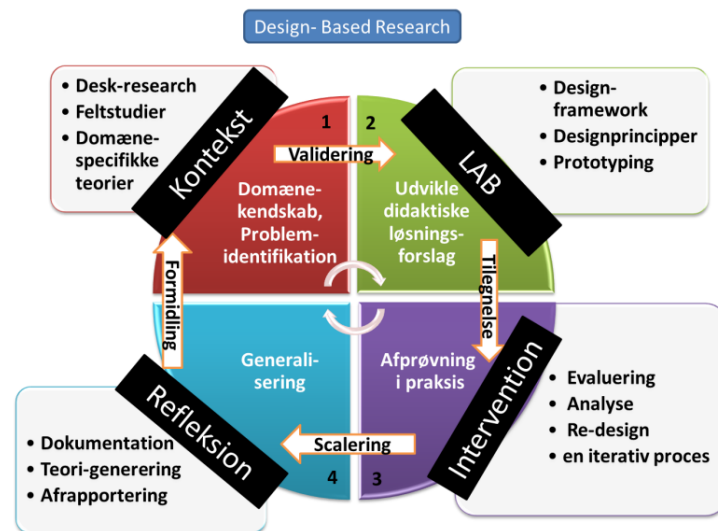 Design- Based Research
• Desk-research
• Feltstudier
• Domæne-
specifikke
teorier
Kontekst
1
Domæne-
kendskab,
Problem-
identifikation
Validering
2
Udvikle
didaktiske
løsnings-
forslag
LAB
• Design-
framework
• Designprincipper
• Prototyping
Tilegnelse
Afprøvning
i praksis
3
Intervention
• Evaluering
• Analyse
• Re-design
• en iterativ proces
Scalering
Generali-
sering
4
Refleksion
• Dokumentation
• Teori-generering
• Afrapportering
Formidling